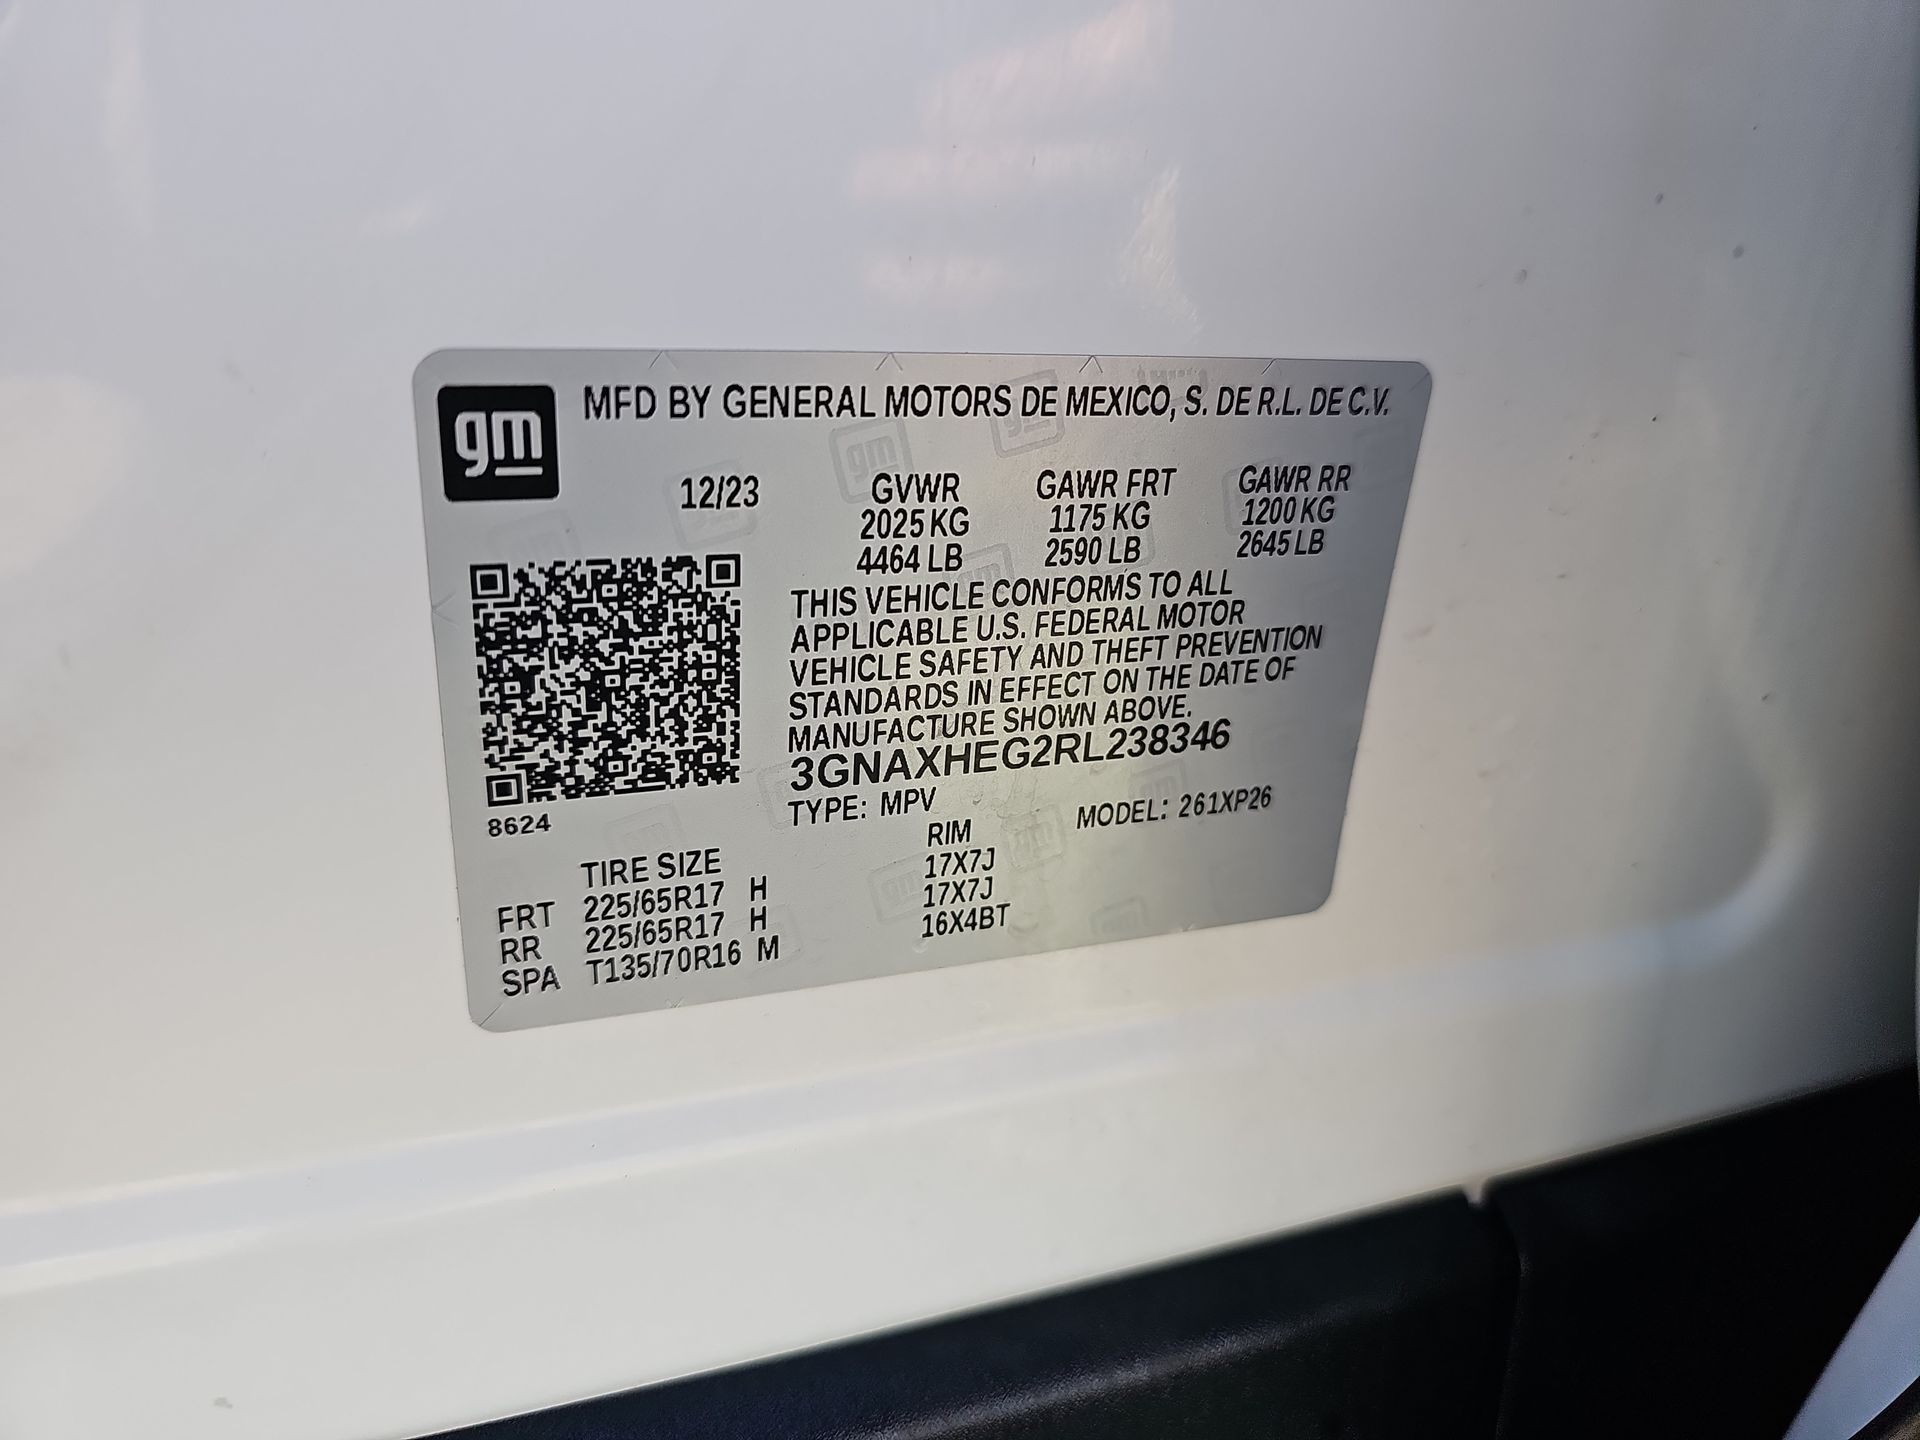 gm
MFD BY GENERAL MOTORS DE MEXICO, S. DE R.L. DE C.V.
12/23 GVWR GAWR FRT GAWR RR
2025 KG 1175 KG 1200 KG
4464 LB 2590 LB 2645 LB
THIS VEHICLE CONFORMS TO ALL
APPLICABLE U.S. FEDERAL MOTOR
VEHICLE SAFETY AND THEFT PREVENTION
STANDARDS IN EFFECT ON THE DATE OF
MANUFACTURE SHOWN ABOVE.
3GNAXHEG2RL238346
TYPE: MPV MODEL: 261XP26
8624
TIRE SIZE RIM
FRT 225/65R17 H 17X7J
RR 225/65R17 H 17X7J
SPA T135/70R16 M 16X4BT